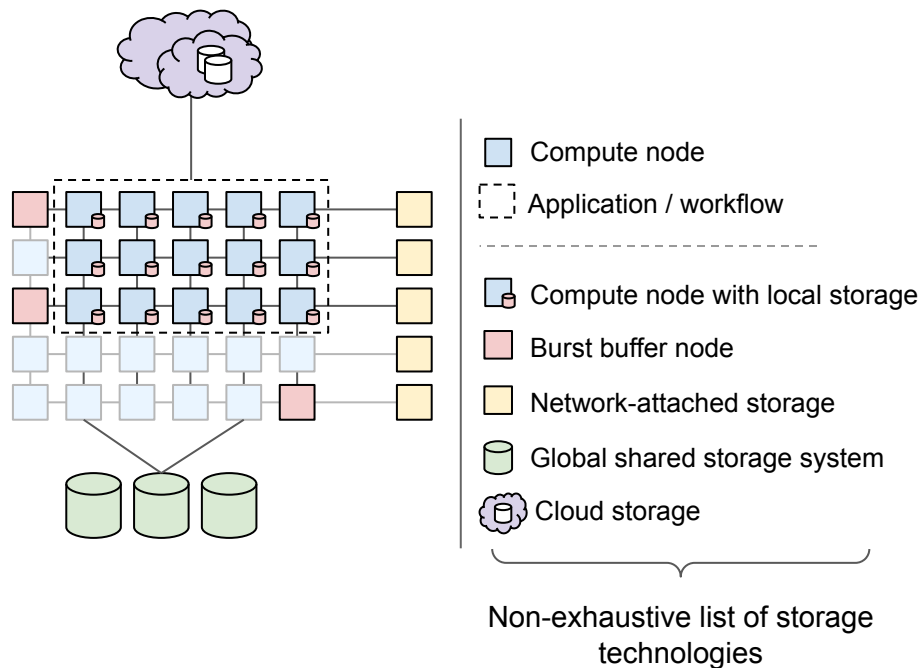 Compute node
Application / workflow
Compute node with local storage
Burst buffer node
Network-attached storage
Global shared storage system
Cloud storage
Non-exhaustive list of storage
technologies